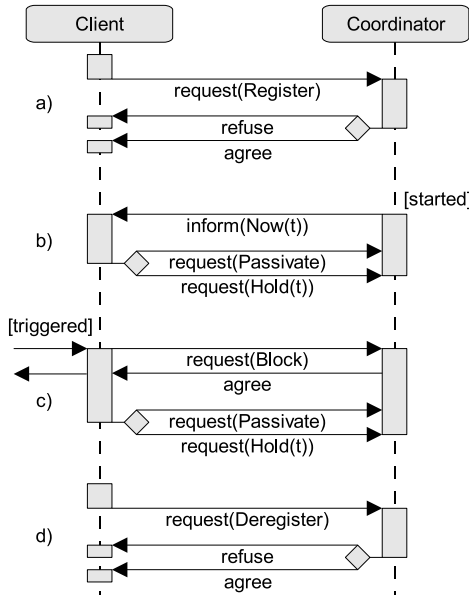 Client
Coordinator
request(Register)
a)
refuse
agree
[started]
inform(Now(t))
b)
request(Passivate)
request(Hold(t))
[triggered]
request(Block)
agree
c)
request(Passivate)
request(Hold(t))
request(Deregister)
d)
refuse
agree